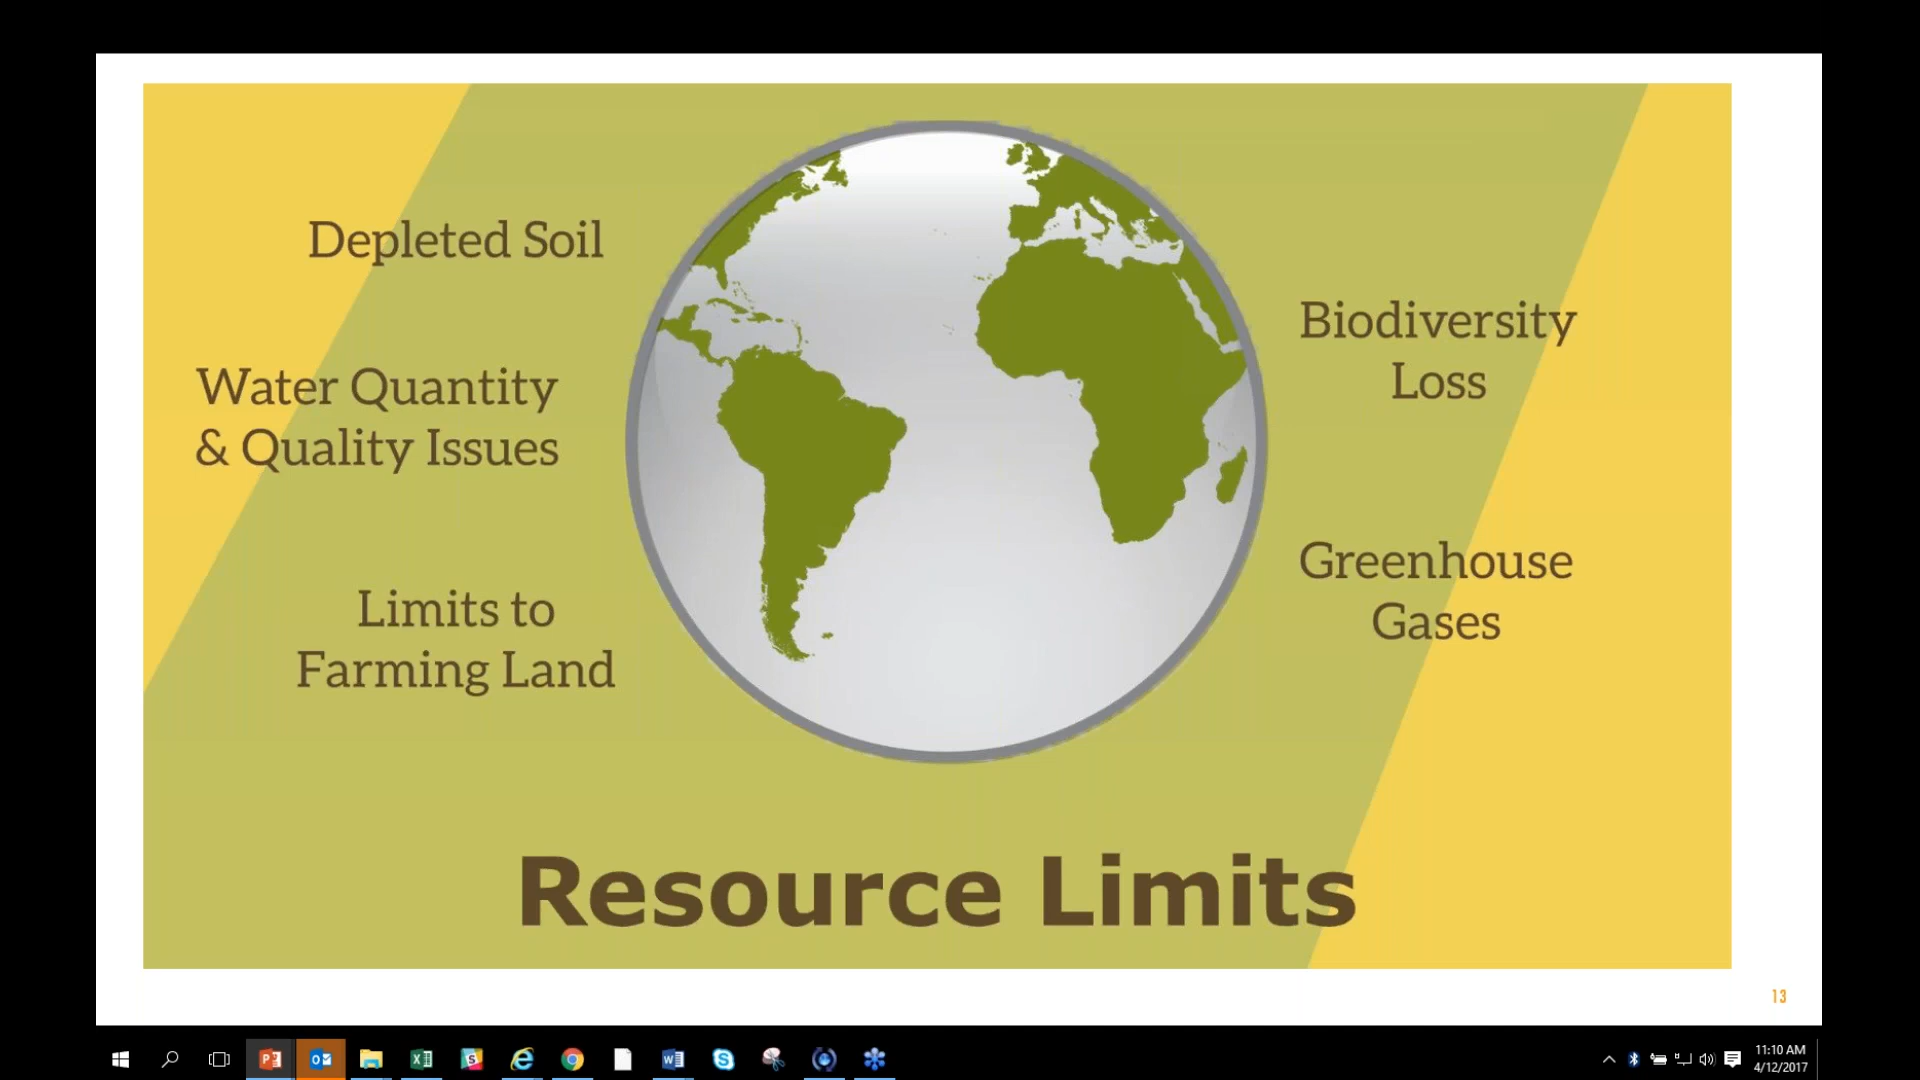 Depleted Soil
Water Quantity
& Quality Issues
Limits to
Farming Land
Biodiversity
Loss
Greenhouse
Gases
Resource Limits
13
11:10 AM
4/12/2017